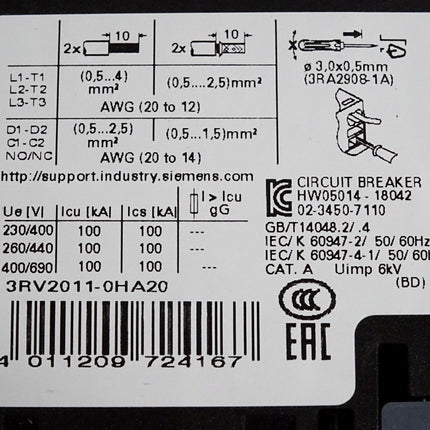 10 10
2x 2x
ø 3,0x0,5mm
(3RA2908-1A)
L1-T1 (0,5...4) (0,5...2,5)mm²
L2-T2 mm²
L3-T3 AWG (20 to 12)
D1-D2 (0,5...2,5) (0,5...1,5)mm²
C1-C2 mm²
NO/NC AWG (20 to 14)
http://support.industry.siemens.com
CIRCUIT BREAKER
HW05014 - 18042
02-3450-7110
Ue [V] Icu [kA] Ics [kA] I > Icu gG
230/400 100 100 ---
260/440 100 100 ---
400/690 100 100 ---
GB/T14048.2/.4
IEC/K 60947-2/ 50/60Hz
IEC/K 60947-4-1/ 50/60H
CAT. A Uimp 6kV
(BD)
3RV2011-0HA20
CCC
EAC
4 011209 724167